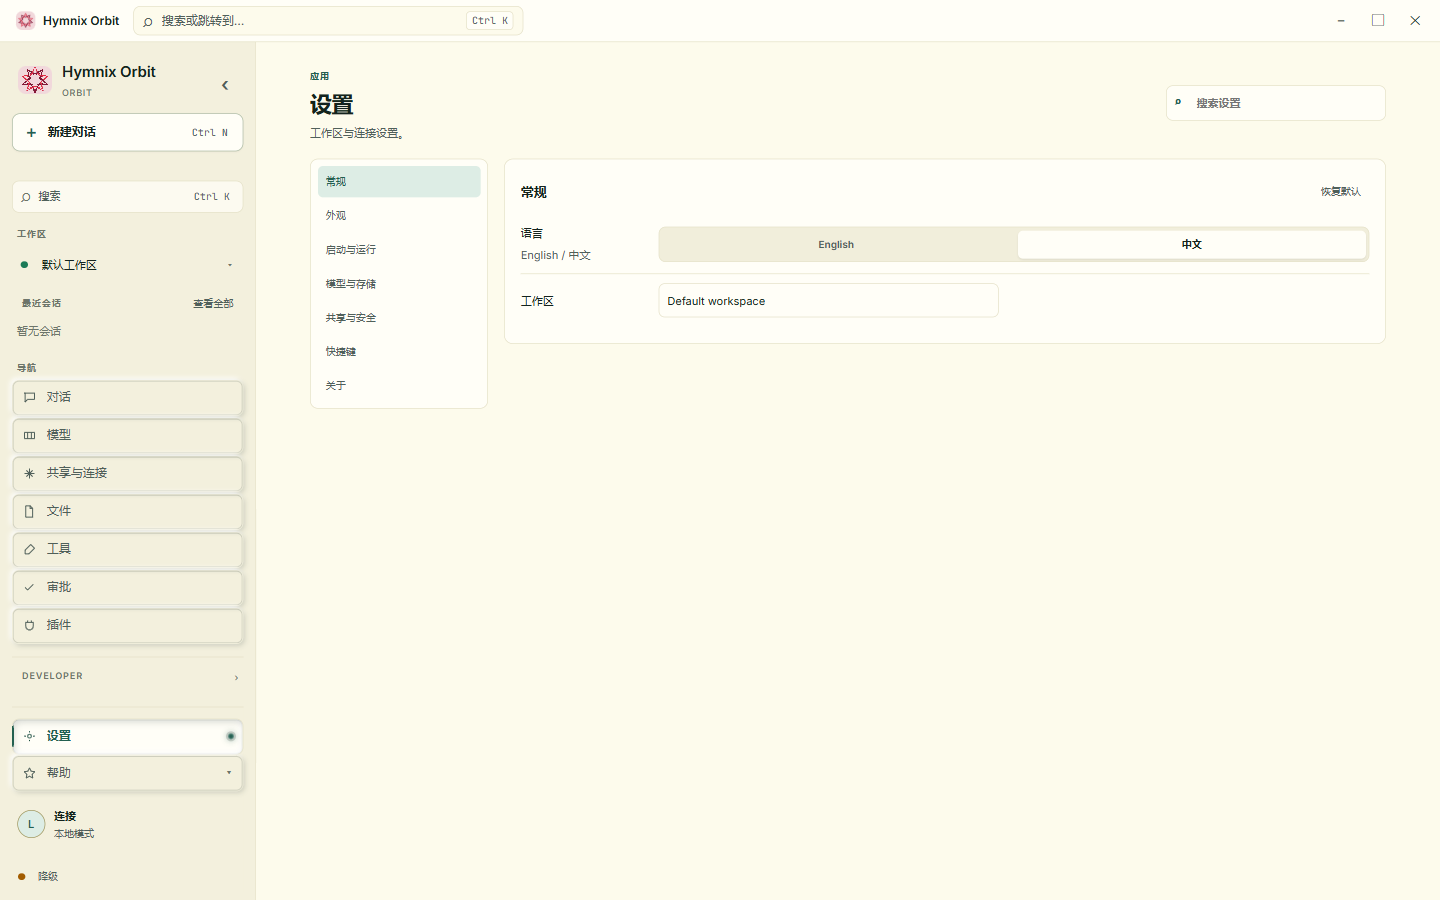 Hymnix Orbit
搜索或跳转到...
Ctrl K
Hymnix Orbit
ORBIT
新建对话
Ctrl N
搜索
Ctrl K
工作区
默认工作区
最近会话
查看全部
暂无会话
导航
对话
模型
共享与连接
文件
工具
审批
插件
DEVELOPER
设置
帮助
L
连接
本地模式
降级
应用
设置
工作区与连接设置。
搜索设置
常规
外观
启动与运行
模型与存储
共享与安全
快捷键
关于
常规
恢复默认
语言
English / 中文
English
中文
工作区
Default workspace